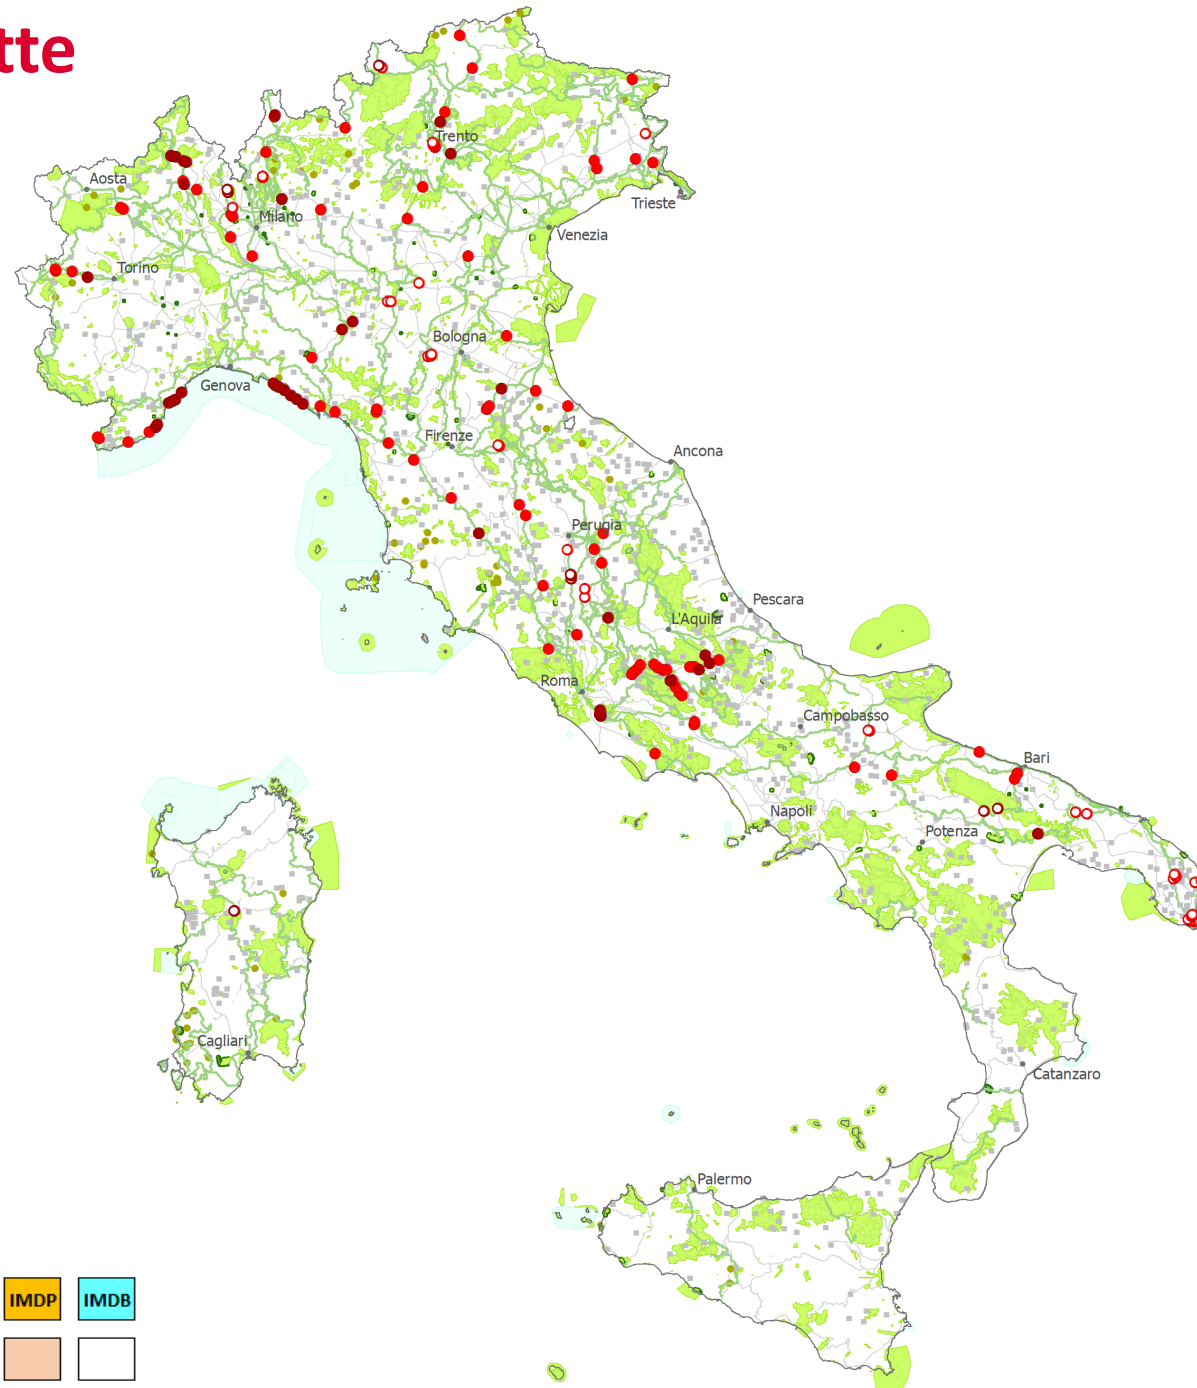 tte
Trento
Aosta
Trieste
Milano
Venezia
Torino
Bologna
Genova
Firenze
Ancona
Perugia
Pescara
L'Aquila
Roma
Campobasso
Bari
Napoli
Potenza
Cagliari
Catanzaro
Palermo
IMDP IMDB